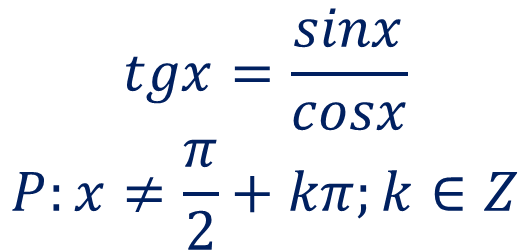 tgx = sinx/cosx
P: x ≠ π/2 + kπ; k ∈ Z